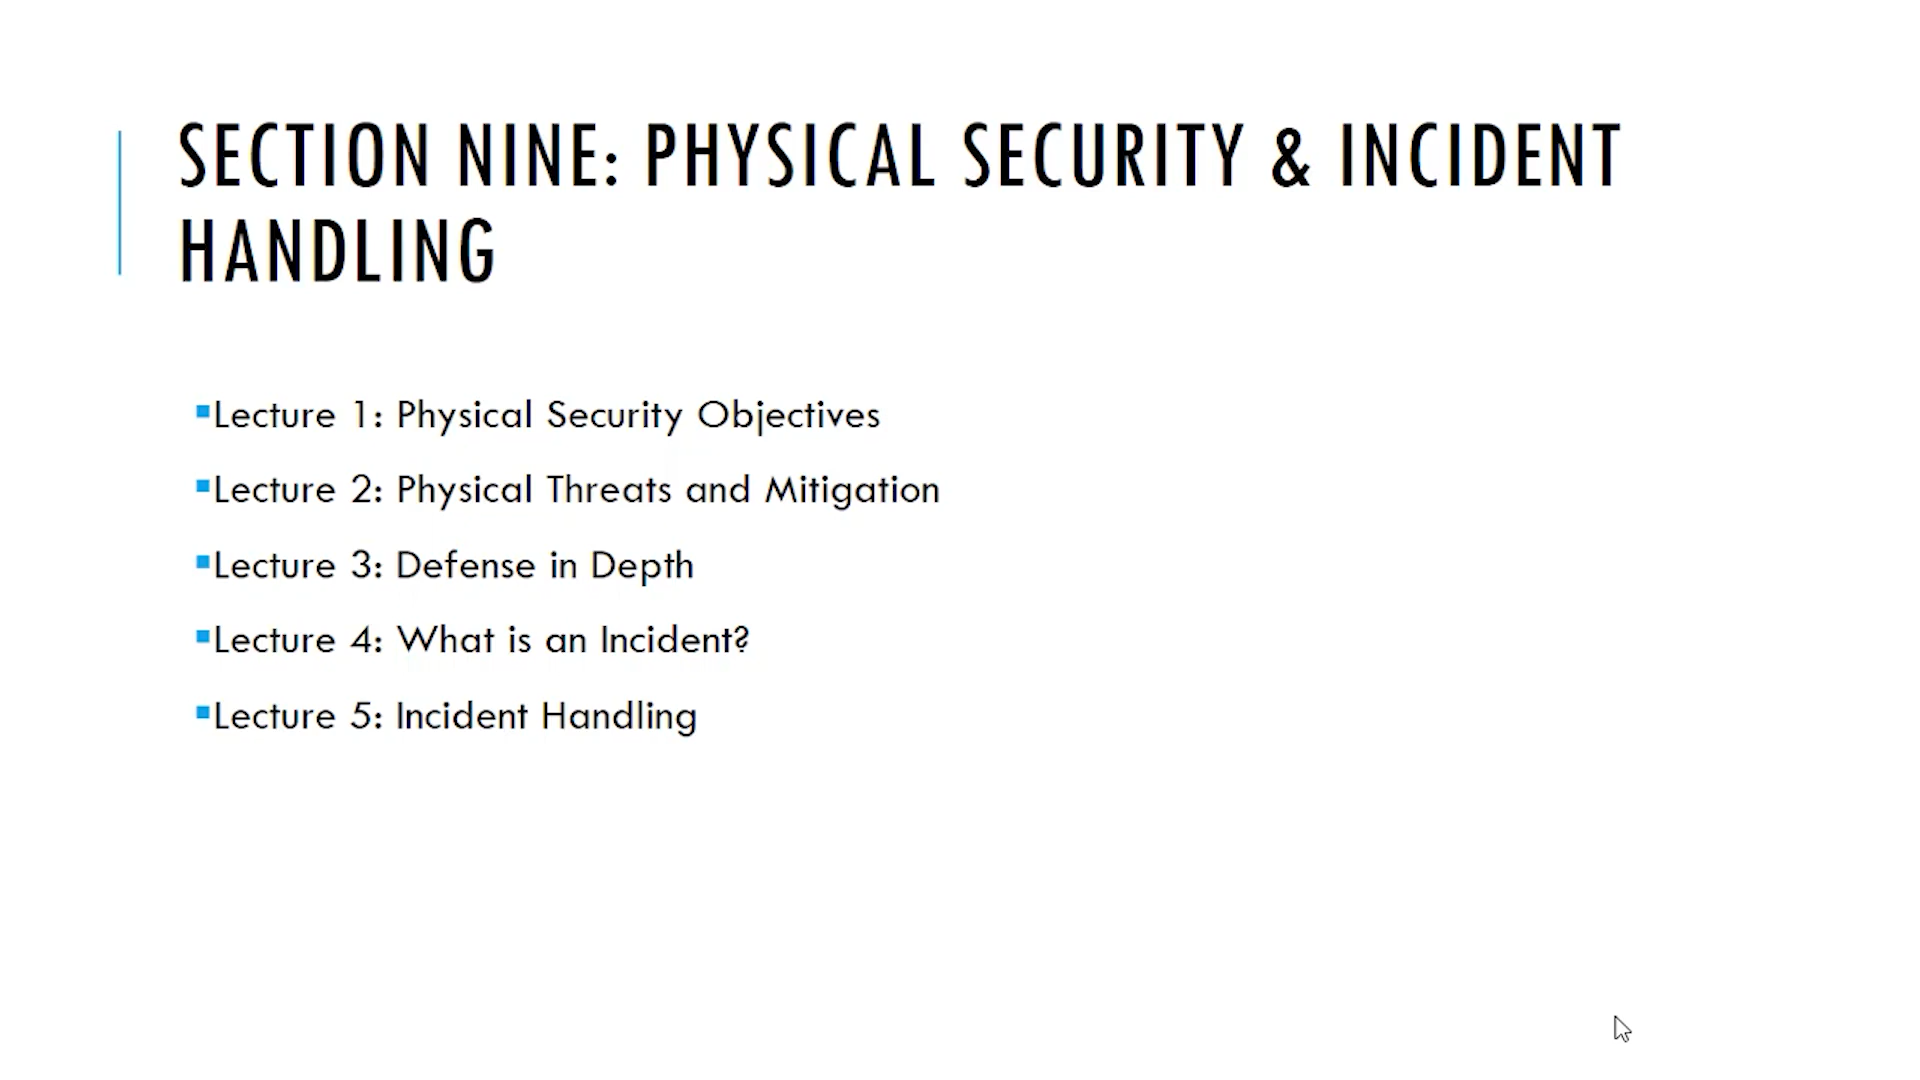 SECTION NINE: PHYSICAL SECURITY & INCIDENT
HANDLING
Lecture 1: Physical Security Objectives
Lecture 2: Physical Threats and Mitigation
Lecture 3: Defense in Depth
Lecture 4: What is an Incident?
Lecture 5: Incident Handling